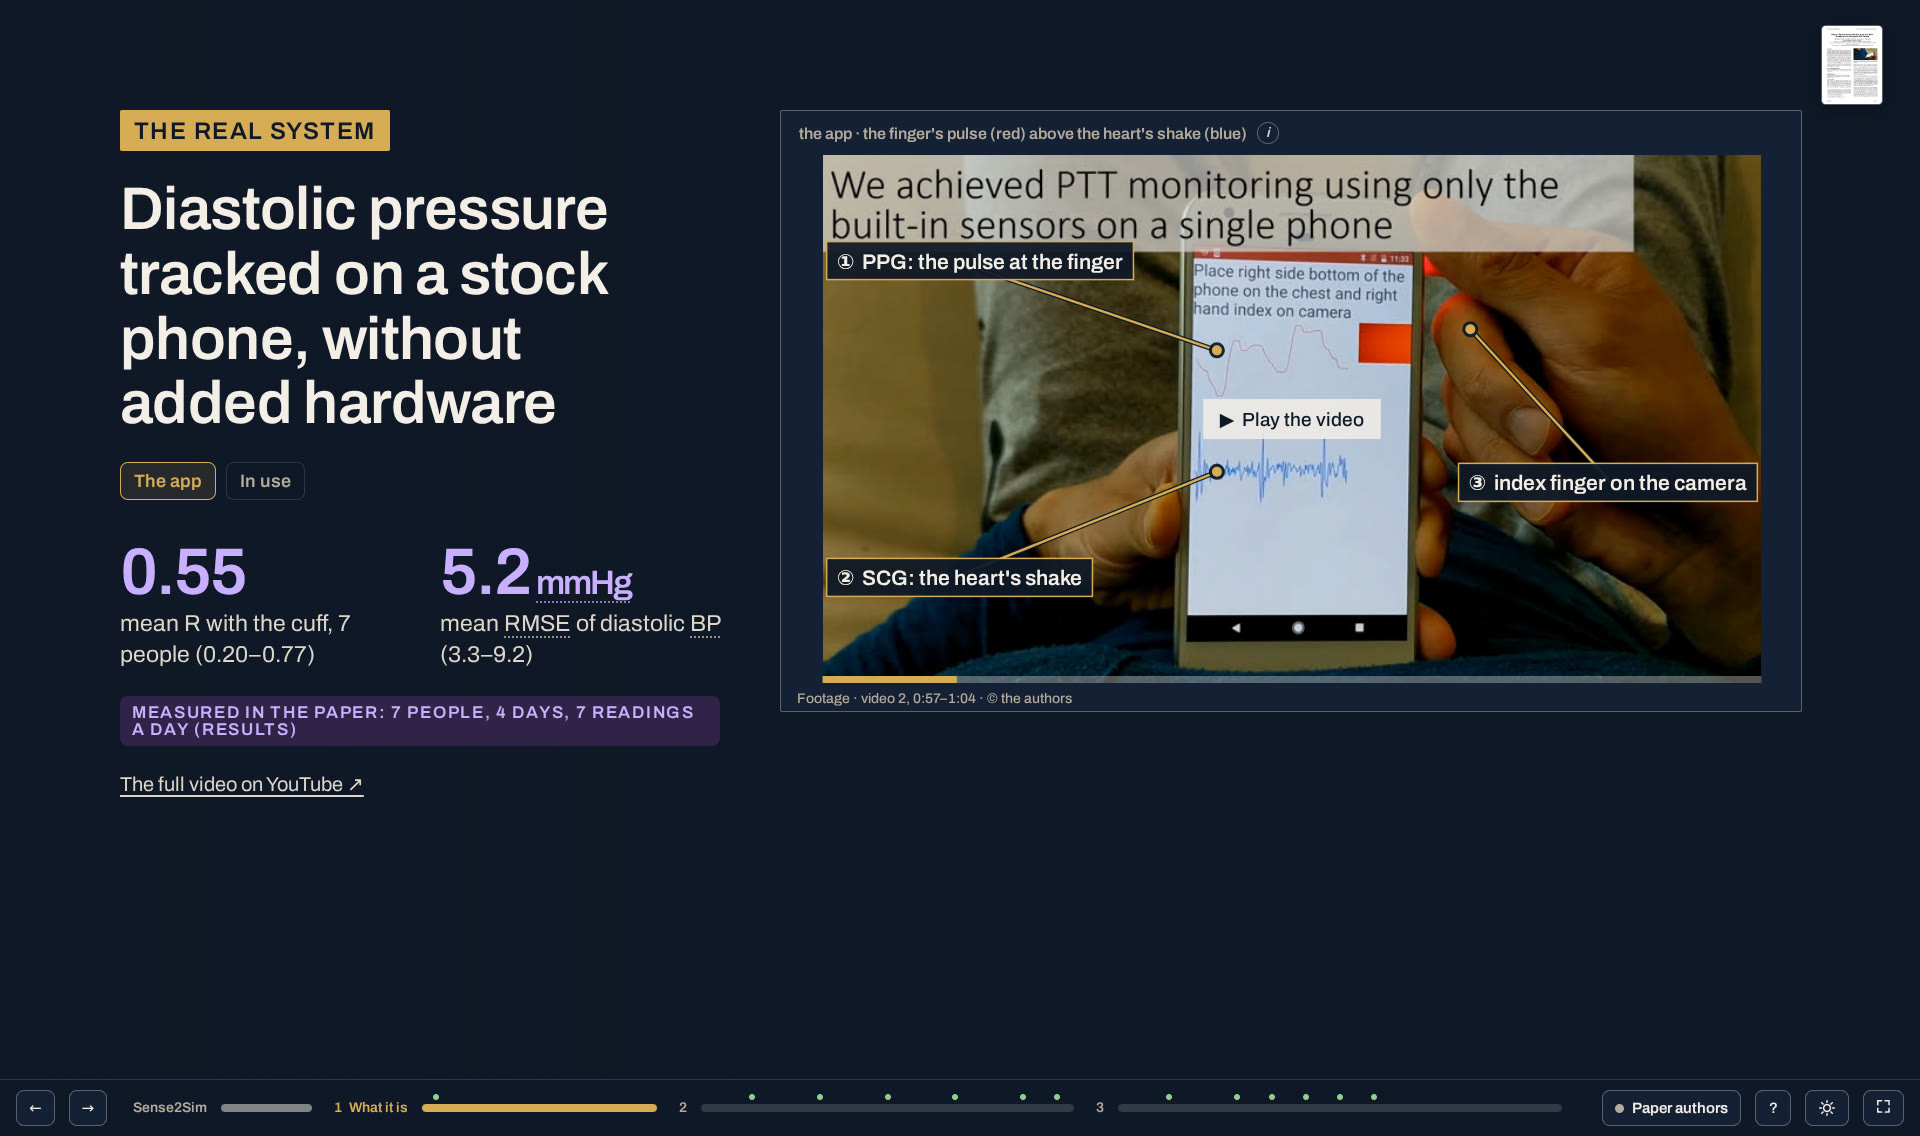 THE REAL SYSTEM
Diastolic pressure
tracked on a stock
phone, without
added hardware
The app
In use
0.55
mean R with the cuff, 7
people (0.20–0.77)
5.2 mmHg
mean RMSE of diastolic BP
(3.3–9.2)
MEASURED IN THE PAPER: 7 PEOPLE, 4 DAYS, 7 READINGS
A DAY (RESULTS)
The full video on YouTube ↗
the app · the finger's pulse (red) above the heart's shake (blue) i
We achieved PTT monitoring using only the
built-in sensors on a single phone
① PPG: the pulse at the finger
11:33
Place right side bottom of the
phone on the chest and right
hand index on camera
▶ Play the video
③ index finger on the camera
② SCG: the heart's shake
Footage · video 2, 0:57–1:04 · © the authors
← → Sense2Sim 1 What it is 2 3 Paper authors ?